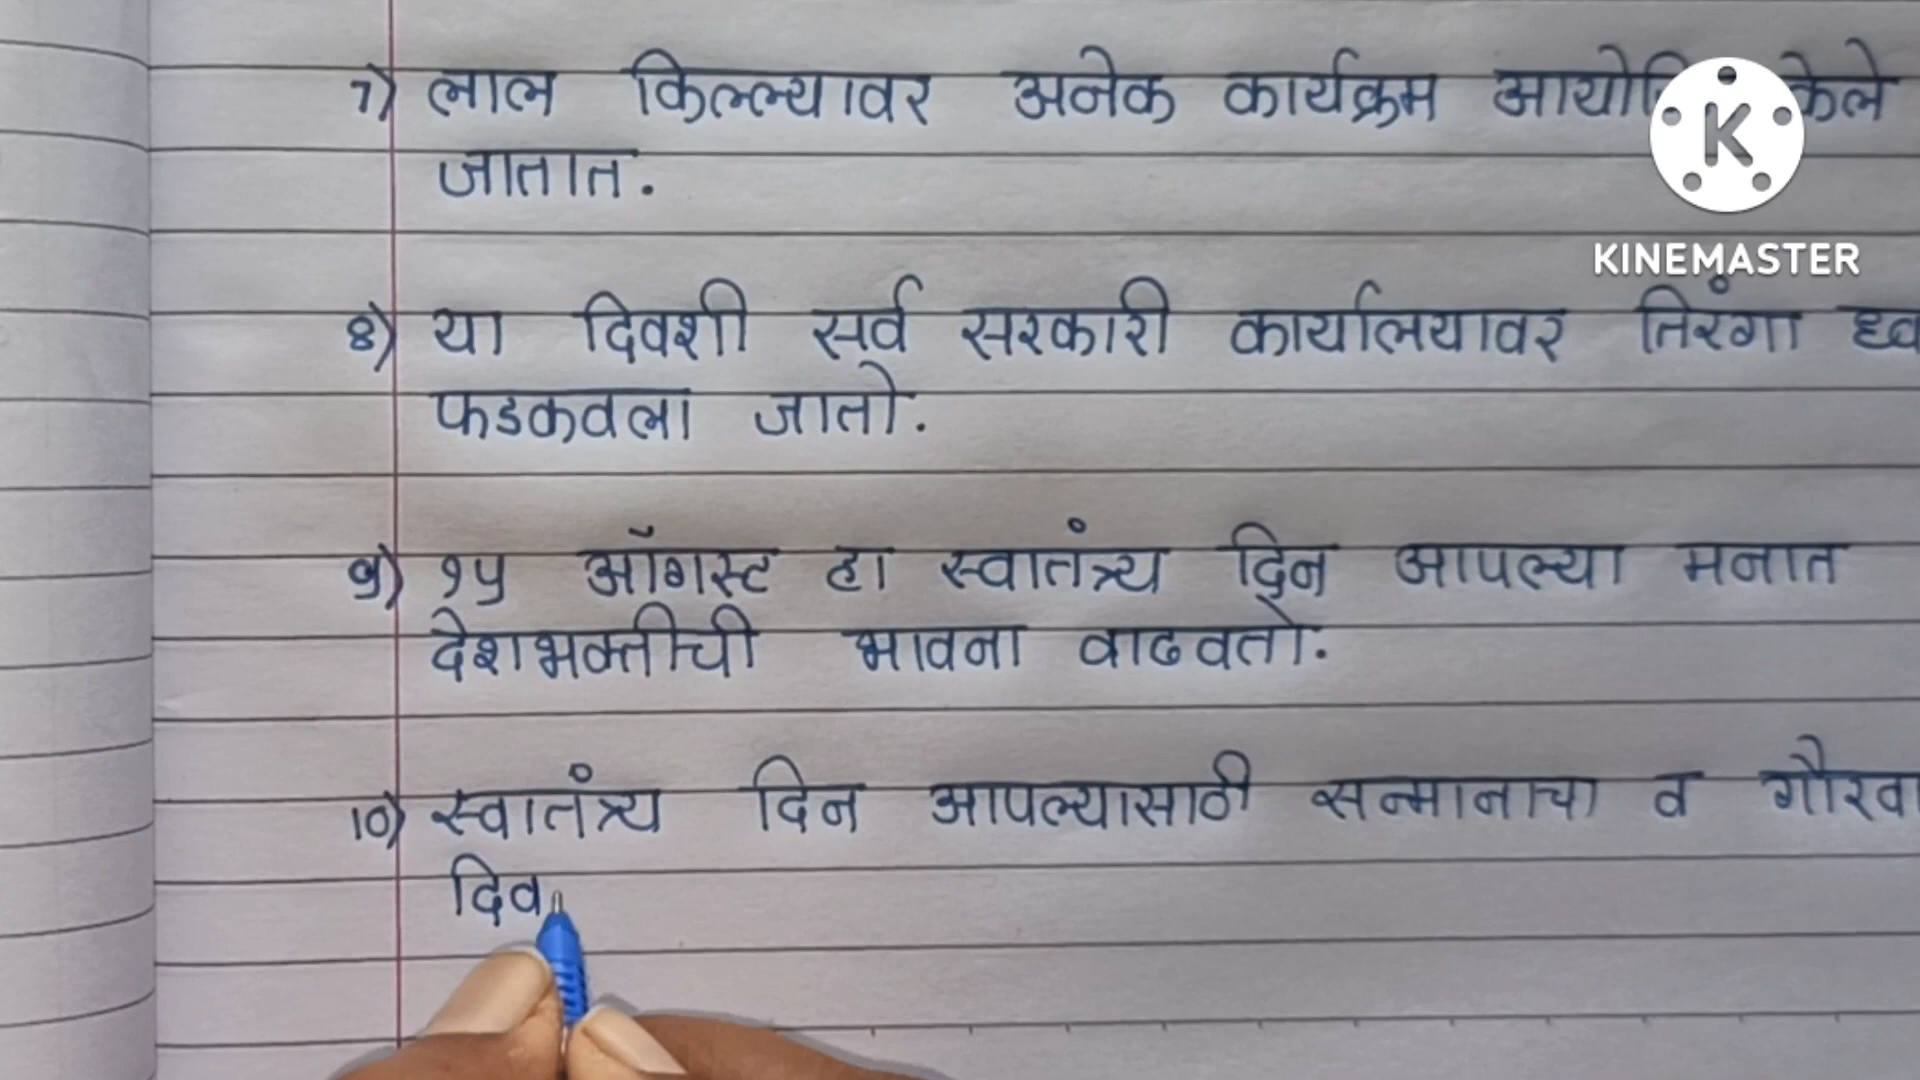 7) लाल किल्ल्यावर अनेक कार्यक्रम केले
जातात.
8) या दिवशी सर्व सरकारी कार्यालयावर तिरंगा
फडकवला जातो.
9) १५ ऑगस्ट हा स्वातंत्र्य दिन आपल्या मनात
देशभक्तीची भावना वाढवतो.
10) स्वातंत्र्य दिन आपल्यासाठी सन्मानाचा व गौरवा
दिव
K
KINEMASTER